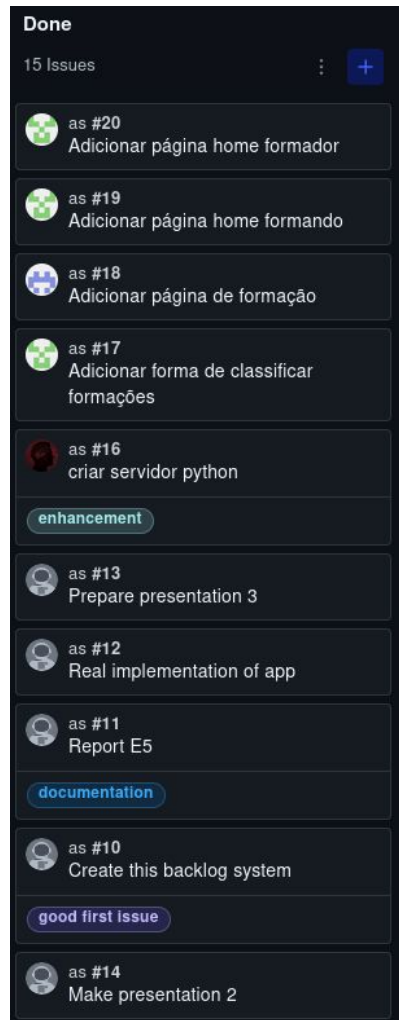 Done
15 Issues
as #20
Adicionar página home formador
as #19
Adicionar página home formando
as #18
Adicionar página de formação
as #17
Adicionar forma de classificar
formações
as #16
criar servidor python
enhancement
as #13
Prepare presentation 3
as #12
Real implementation of app
as #11
Report E5
documentation
as #10
Create this backlog system
good first issue
as #14
Make presentation 2